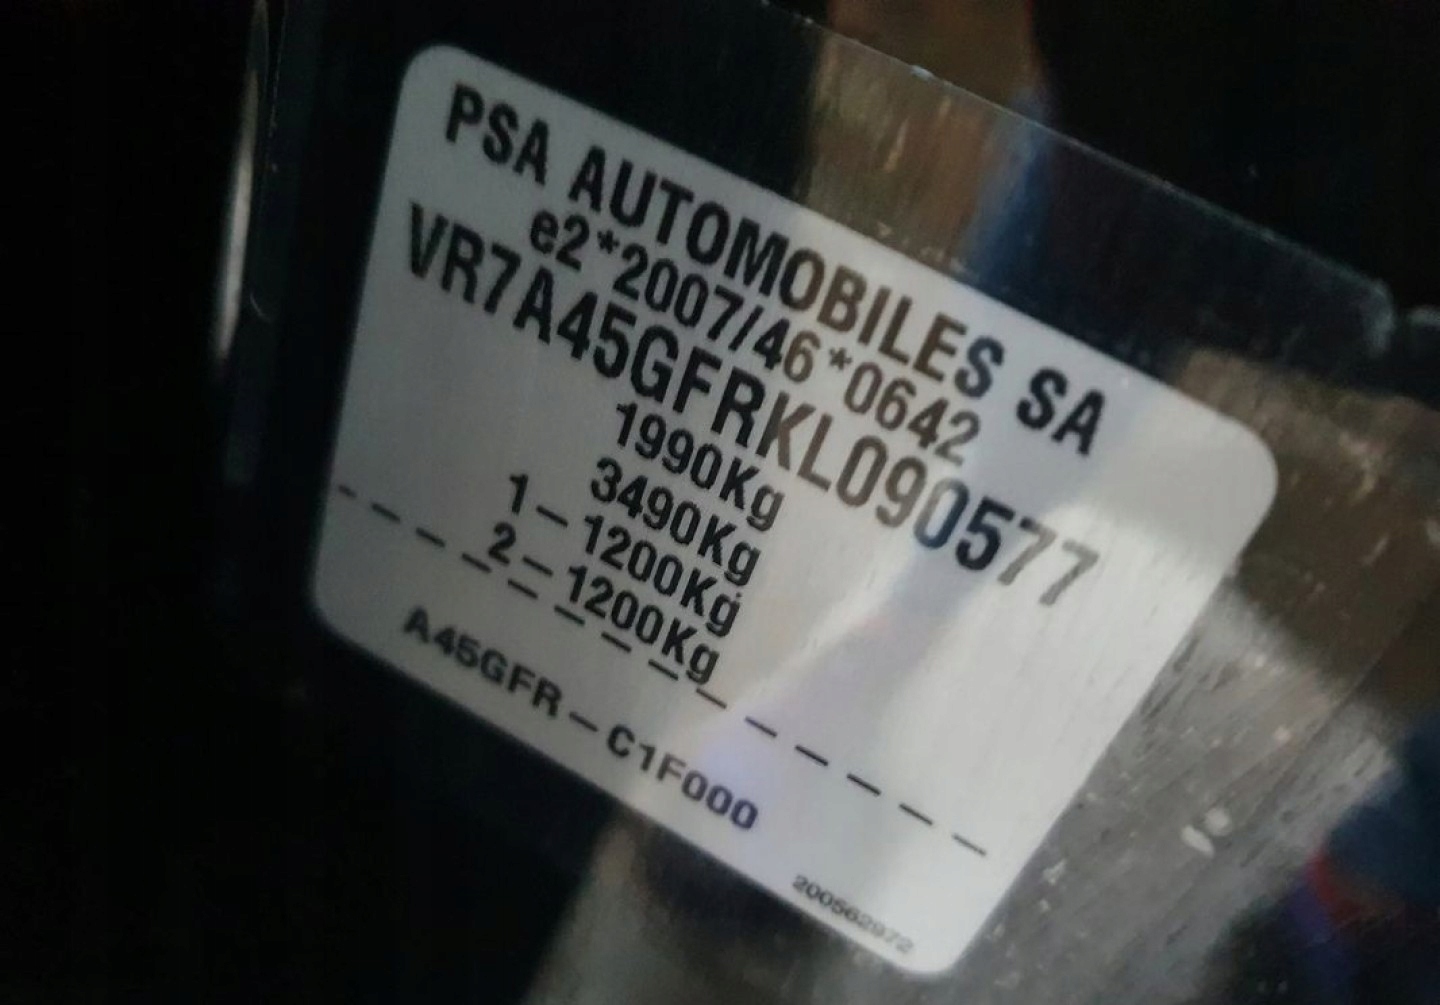 PSA AUTOMOBILES SA
e2*2007/46*0642
VR7A45GFRKL090577
1990Kg
3490Kg
1-1200Kg
2-1200Kg
A45GFR-C1F000
200562972